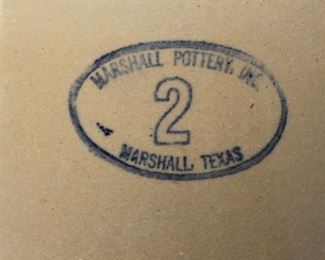 MARSHALL POTTERY, INC.
2
MARSHALL, TEXAS